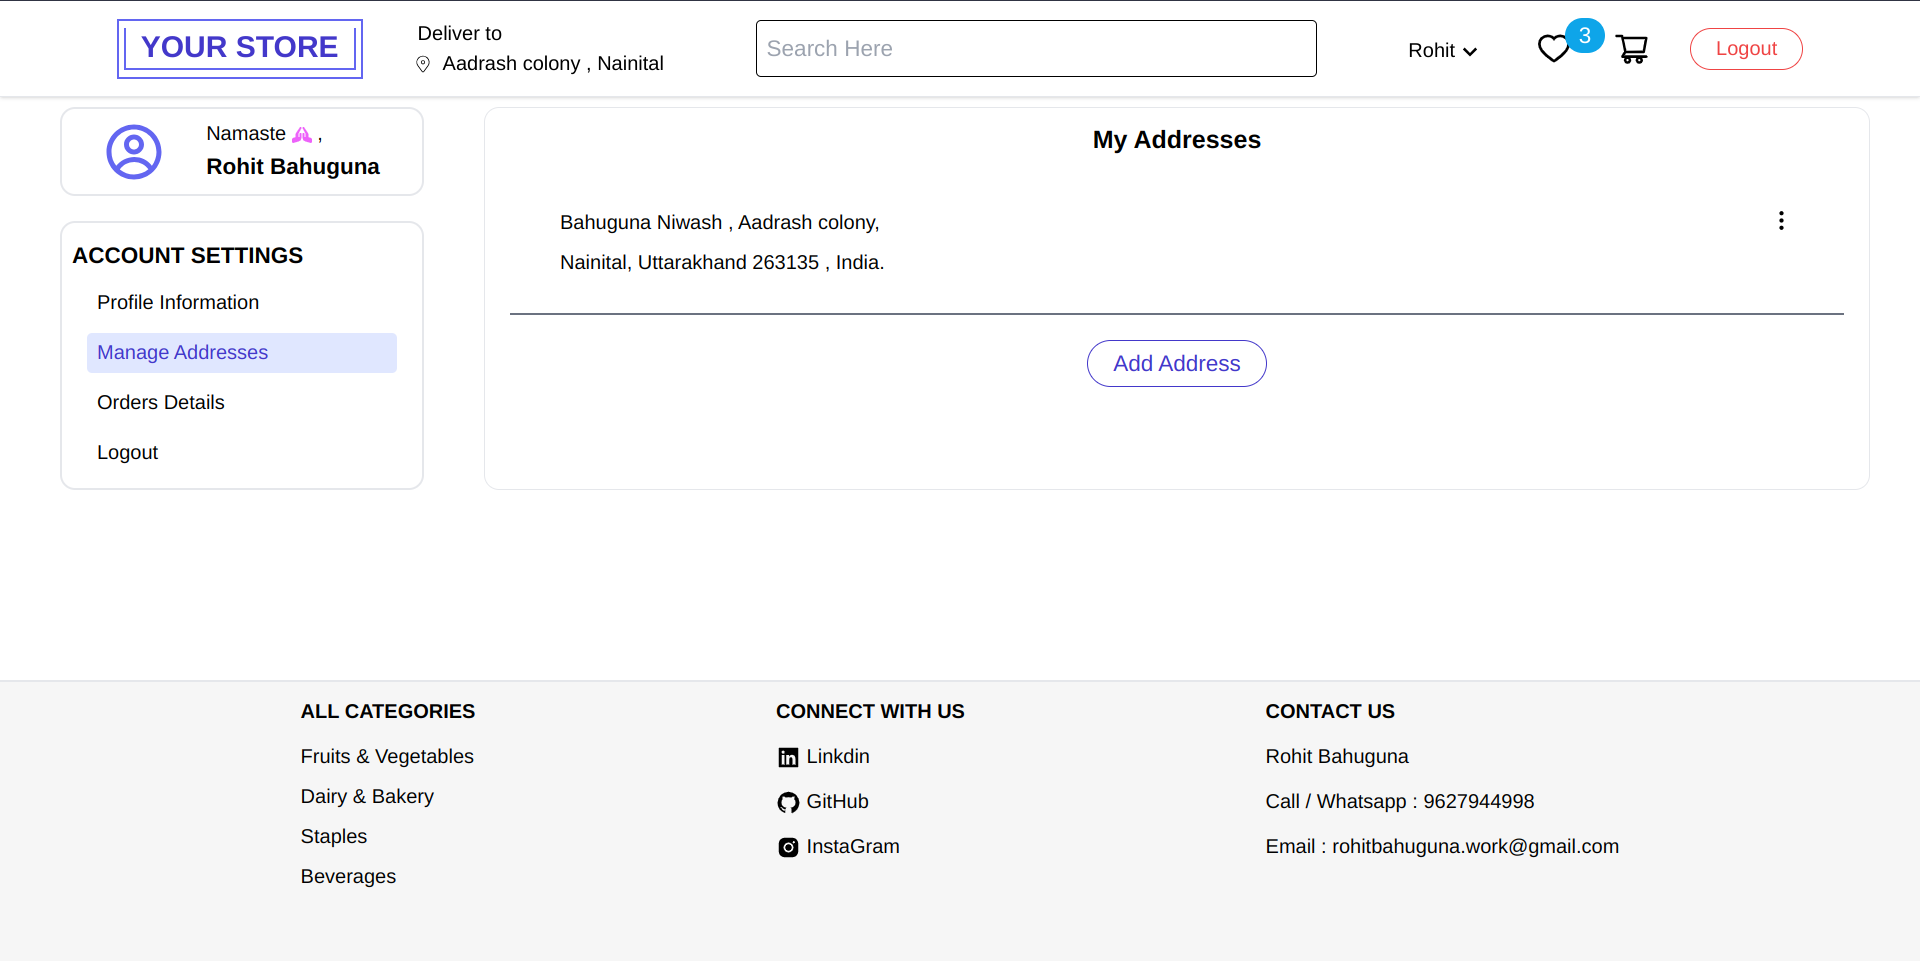 YOUR STORE
Deliver to
Aadrash colony , Nainital
Search Here
Rohit
3
Logout
Namaste ,
Rohit Bahuguna
ACCOUNT SETTINGS
Profile Information
Manage Addresses
Orders Details
Logout
My Addresses
Bahuguna Niwash , Aadrash colony,
Nainital, Uttarakhand 263135 , India.
Add Address
ALL CATEGORIES
Fruits & Vegetables
Dairy & Bakery
Staples
Beverages
CONNECT WITH US
Linkdin
GitHub
InstaGram
CONTACT US
Rohit Bahuguna
Call / Whatsapp : 9627944998
Email : rohitbahuguna.work@gmail.com